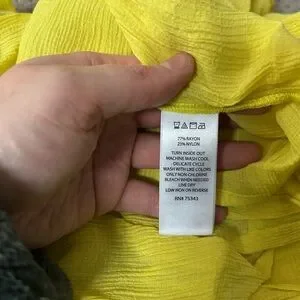 77% RAYON
23% NYLON
TURN INSIDE OUT
MACHINE WASH COOL
DELICATE CYCLE
WASH WITH LIKE COLORS
ONLY NON-CHLORINE
BLEACH WHEN NEEDED
LINE DRY
LOW IRON ON REVERSE
RN# 75343